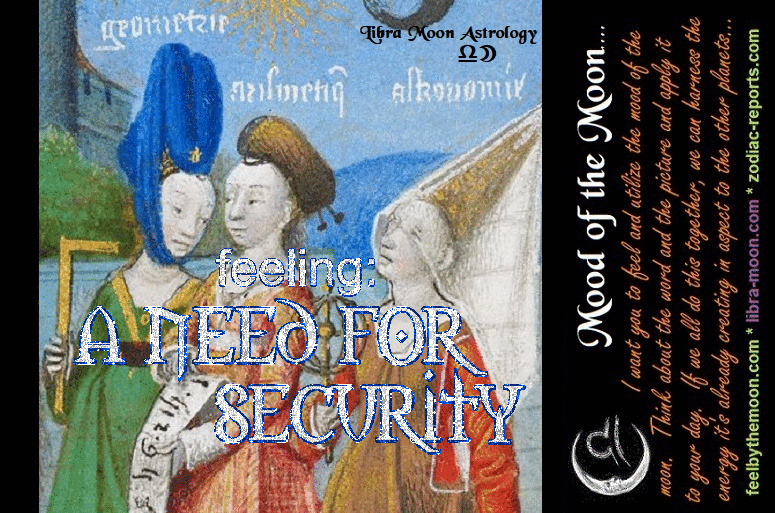 geometrie
Libra Moon Astrology
♎☽
arismetiq̄
astronomie
feeling:
A NEED FOR
SECURITY
Mood of the Moon....
I want you to feel and utilize the mood of the
moon. Think about the word and the picture and apply it
to your day. If we all do this together, we can harness the
energy it's already creating in aspect to the other planets...
feelbythemoon.com * libra-moon.com * zodiac-reports.com